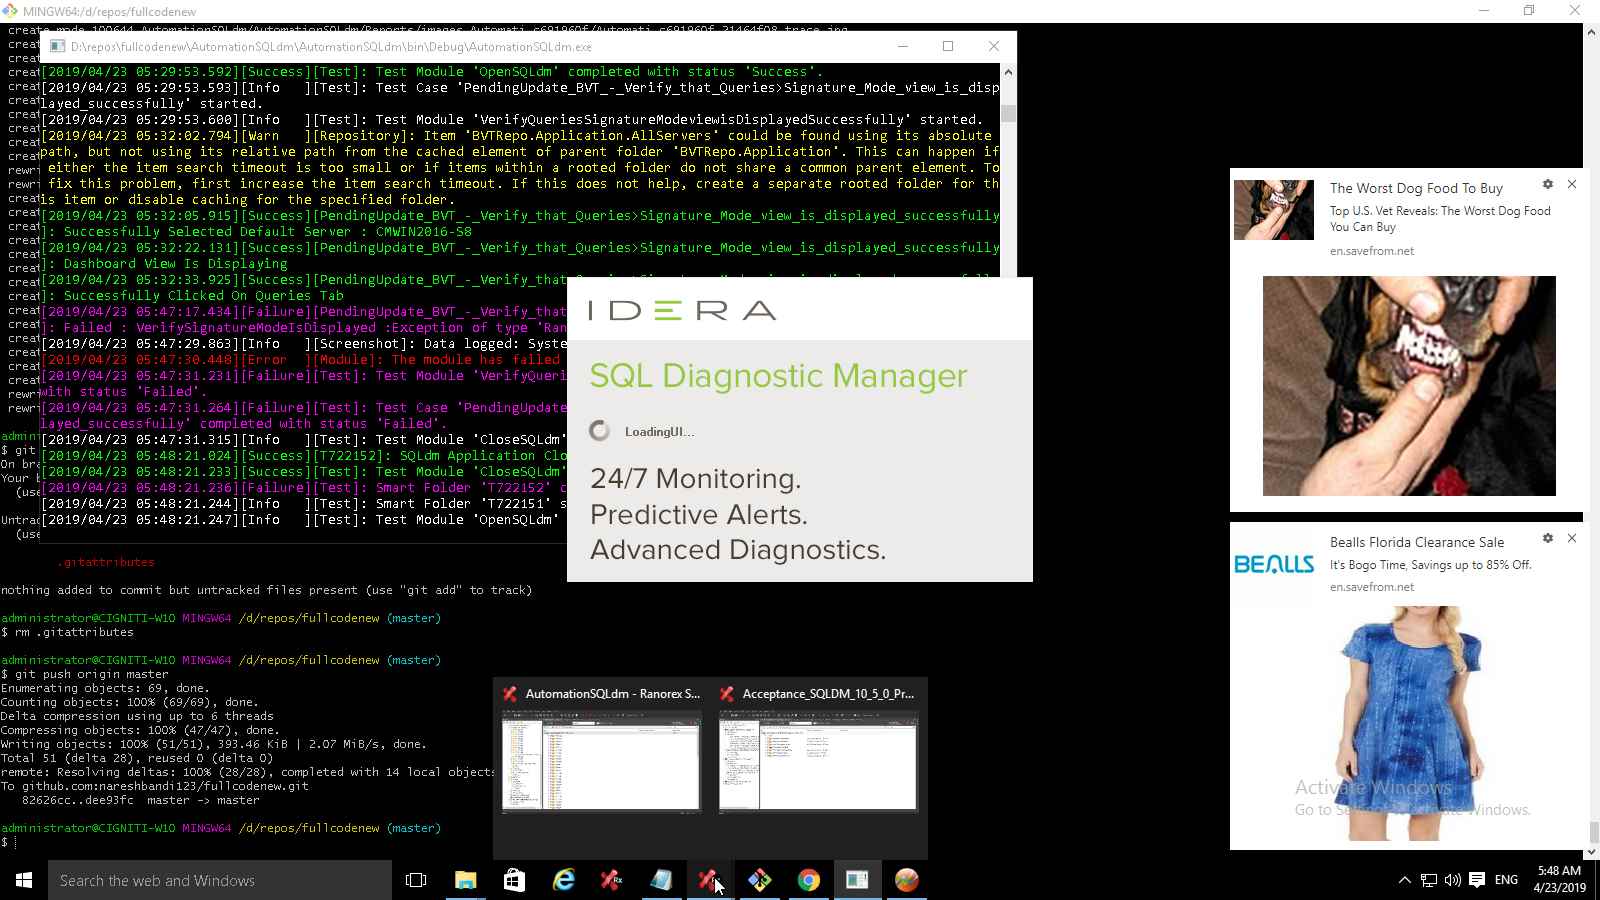 MINGW64:/d/repos/fullcodenew
D:\repos\fullcodenew\AutomationSQLdm\AutomationSQLdm\bin\Debug\AutomationSQLdm.exe
[2019/04/23 05:29:53.592][Success][Test]: Test Module 'OpenSQLdm' completed with status 'Success'.
[2019/04/23 05:29:53.593][Info   ][Test]: Test Case 'PendingUpdate_BVT_-_Verify_that_Queries>Signature_Mode_view_is_disp
layed_successfully' started.
[2019/04/23 05:29:53.600][Info   ][Test]: Test Module 'VerifyQueriesSignatureModeviewisDisplayedSuccessfully' started.
[2019/04/23 05:32:02.794][Warn   ][Repository]: Item 'BVTRepo.Application.AllServers' could be found using its absolute
path, but not using its relative path from the cached element of parent folder 'BVTRepo.Application'. This can happen if
either the item search timeout is too small or if items within a rooted folder do not share a common parent element. To
fix this problem, first increase the item search timeout. If this does not help, create a separate rooted folder for th
is item or disable caching for the specified folder.
[2019/04/23 05:32:05.915][Success][PendingUpdate_BVT_-_Verify_that_Queries>Signature_Mode_view_is_displayed_successfully
]: Successfully Selected Default Server : CMWIN2016-S8
[2019/04/23 05:32:22.131][Success][PendingUpdate_BVT_-_Verify_that_Queries>Signature_Mode_view_is_displayed_successfully
]: Dashboard View Is Displaying
[2019/04/23 05:32:33.925][Success][PendingUpdate_BVT_-_Verify_that
]: Successfully Clicked On Queries Tab
[2019/04/23 05:47:17.434][Failure][PendingUpdate_BVT_-_Verify_that
]: Failed : VerifySignatureModeIsDisplayed :Exception of type 'Ran
[2019/04/23 05:47:29.863][Info   ][Screenshot]: Data logged: Syste
[2019/04/23 05:47:30.448][Error  ][Module]: The module has failed
[2019/04/23 05:47:31.231][Failure][Test]: Test Module 'VerifyQueri
with status 'Failed'.
[2019/04/23 05:47:31.264][Failure][Test]: Test Case 'PendingUpdate
layed_successfully' completed with status 'Failed'.
[2019/04/23 05:47:31.315][Info   ][Test]: Test Module 'CloseSQLdm'
[2019/04/23 05:48:21.024][Success][T722152]: SQLdm Application Clo
[2019/04/23 05:48:21.233][Success][Test]: Test Module 'CloseSQLdm'
[2019/04/23 05:48:21.236][Failure][Test]: Smart Folder 'T722152' c
[2019/04/23 05:48:21.244][Info   ][Test]: Smart Folder 'T722151' s
[2019/04/23 05:48:21.247][Info   ][Test]: Test Module 'OpenSQLdm'
IDERA
SQL Diagnostic Manager
LoadingUI...
24/7 Monitoring.
Predictive Alerts.
Advanced Diagnostics.
$ git
On bra
Your b
(use
Untrac
(use
.gitattributes
nothing added to commit but untracked files present (use "git add" to track)
administrator@CIGNITI-W10 MINGW64 /d/repos/fullcodenew (master)
$ rm .gitattributes
administrator@CIGNITI-W10 MINGW64 /d/repos/fullcodenew (master)
$ git push origin master
Enumerating objects: 69, done.
Counting objects: 100% (69/69), done.
Delta compression using up to 6 threads
Compressing objects: 100% (47/47), done.
Writing objects: 100% (51/51), 393.46 KiB | 2.07 MiB/s, done.
Total 51 (delta 28), reused 0 (delta 0)
remote: Resolving deltas: 100% (28/28), completed with 14 local objects
To github.com:nareshbandi123/fullcodenew.git
82626cc..dee93fc  master -> master
administrator@CIGNITI-W10 MINGW64 /d/repos/fullcodenew (master)
$
AutomationSQLdm - Ranorex S...
Acceptance_SQLDM_10_5_0_Pr...
The Worst Dog Food To Buy
Top U.S. Vet Reveals: The Worst Dog Food
You Can Buy
en.savefrom.net
BEALLS
Bealls Florida Clearance Sale
It's Bogo Time, Savings up to 85% Off.
en.savefrom.net
Activate Windows
Go to Settings to activate Windows.
Search the web and Windows
ENG
5:48 AM
4/23/2019